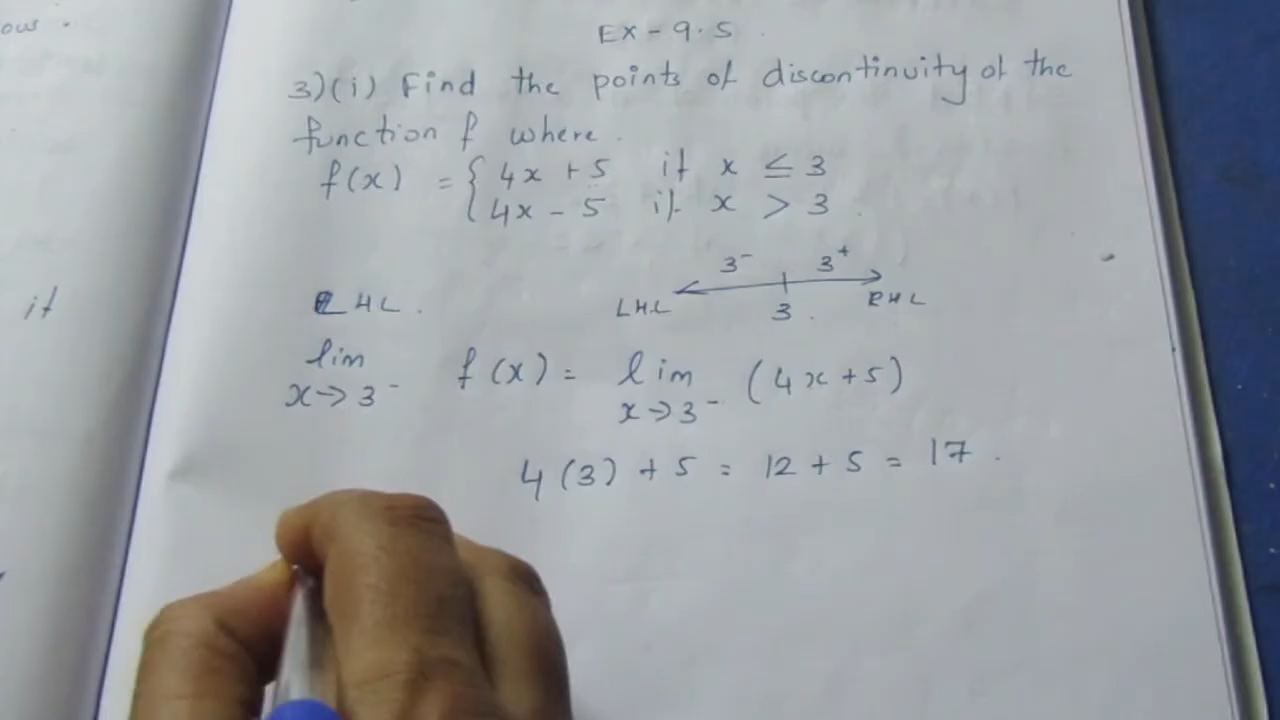 ous.
it
EX - 9.5.
3)(i) Find the points of discontinuity of the
function f where.
f(x) = { 4x + 5 if x ≤ 3
4x - 5 if x > 3.
3⁻ 3⁺
LHL. LHL 3. RHL
lim f(x) = lim (4x+5)
x→3⁻ x→3⁻
4(3) + 5 = 12 + 5 = 17.